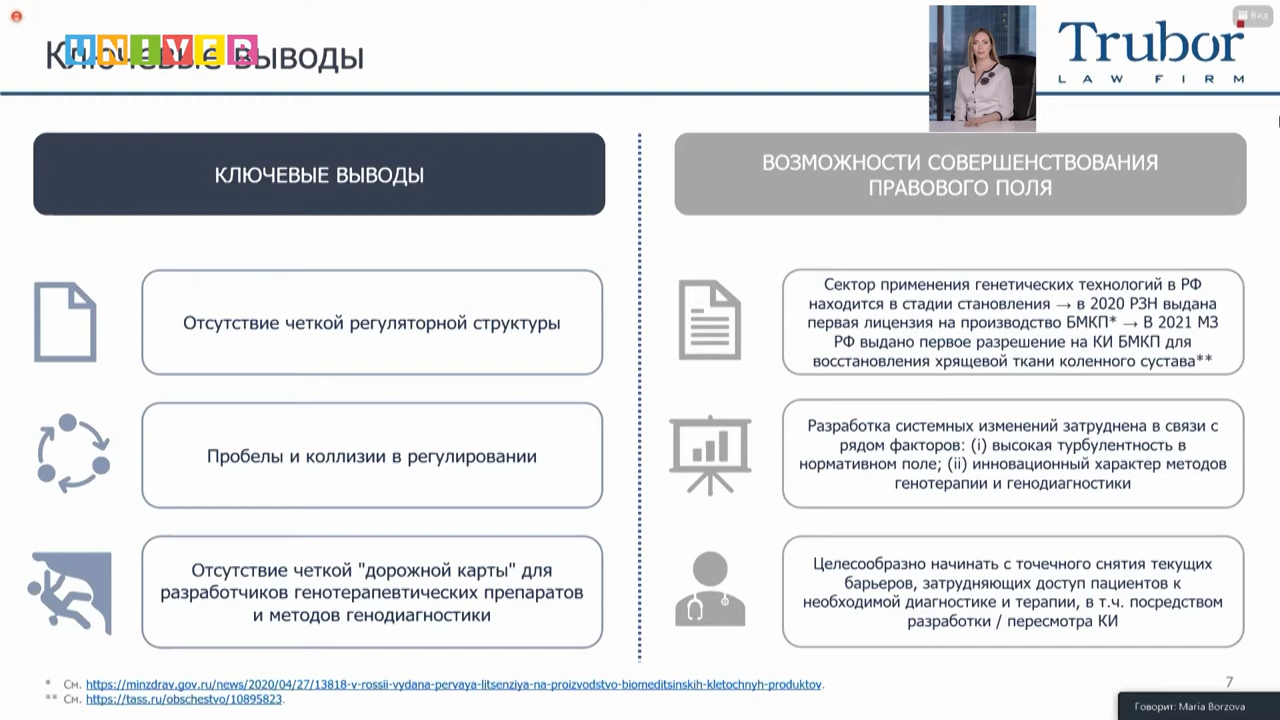 Вид
UNIVER
Ключевые выводы
Trubor
LAW FIRM
КЛЮЧЕВЫЕ ВЫВОДЫ
Отсутствие четкой регуляторной структуры
Пробелы и коллизии в регулировании
Отсутствие четкой "дорожной карты" для
разработчиков генотерапевтических препаратов
и методов генодиагностики
ВОЗМОЖНОСТИ СОВЕРШЕНСТВОВАНИЯ
ПРАВОВОГО ПОЛЯ
Сектор применения генетических технологий в РФ
находится в стадии становления → в 2020 РЗН выдана
первая лицензия на производство БМКП* → В 2021 МЗ
РФ выдано первое разрешение на КИ БМКП для
восстановления хрящевой ткани коленного сустава**
Разработка системных изменений затруднена в связи с
рядом факторов: (i) высокая турбулентность в
нормативном поле; (ii) инновационный характер методов
генотерапии и генодиагностики
Целесообразно начинать с точечного снятия текущих
барьеров, затрудняющих доступ пациентов к
необходимой диагностике и терапии, в т.ч. посредством
разработки / пересмотра КИ
* См. https://minzdrav.gov.ru/news/2020/04/27/13818-v-rossii-vydana-pervaya-litsenziya-na-proizvodstvo-biomeditsinskih-kletochnyh-produktov.
** См. https://tass.ru/obschestvo/10895823.
7
Говорит: Maria Borzova